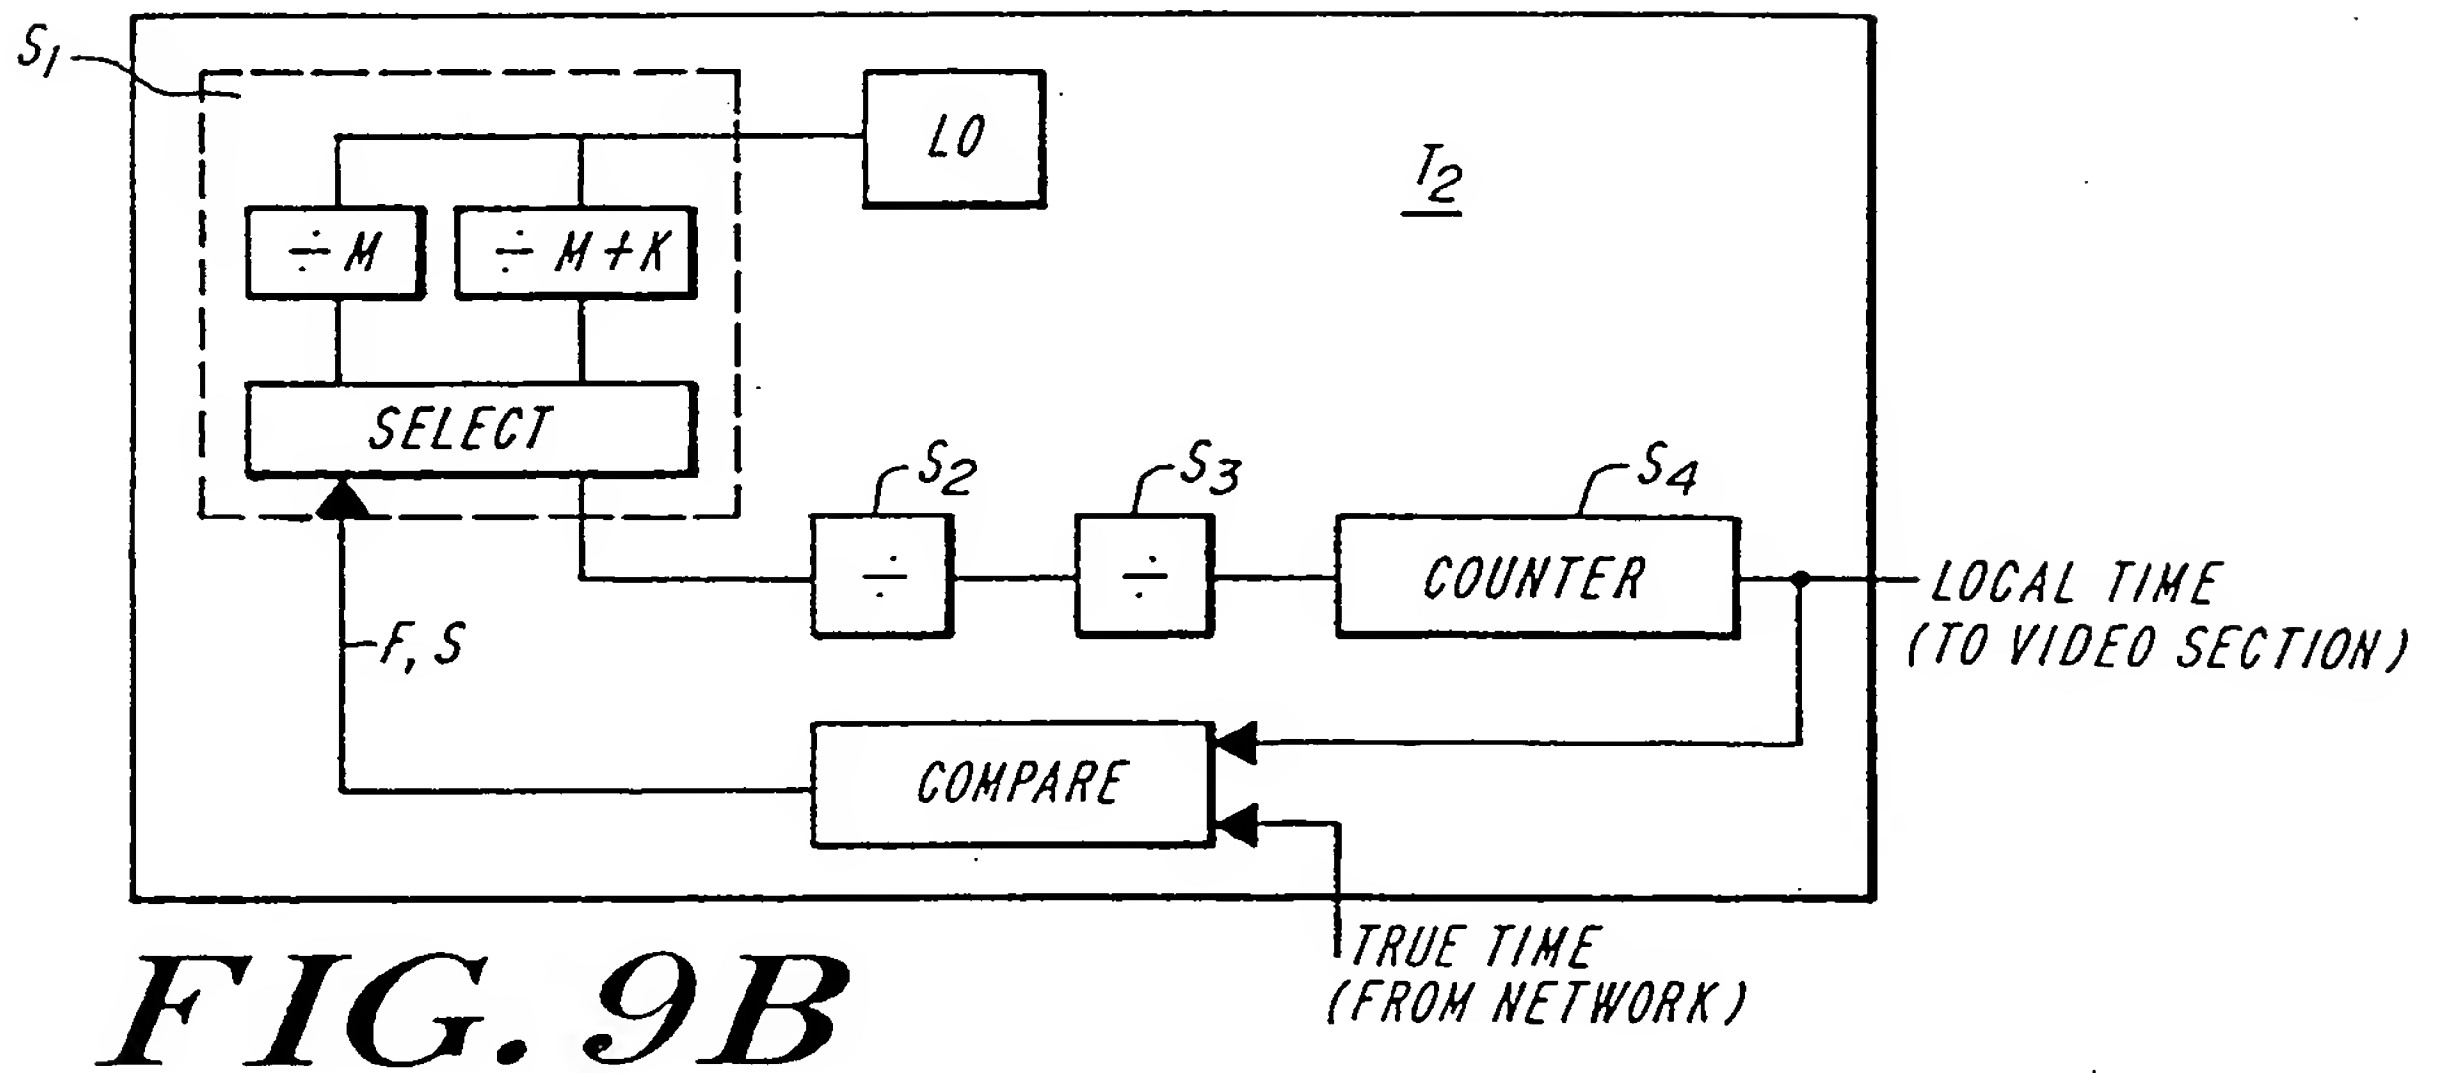 S1
LO
T2
÷ M
÷ M + K
SELECT
S2
S3
S4
÷
÷
COUNTER
LOCAL TIME
(TO VIDEO SECTION)
F, S
COMPARE
TRUE TIME
(FROM NETWORK)
FIG. 9B